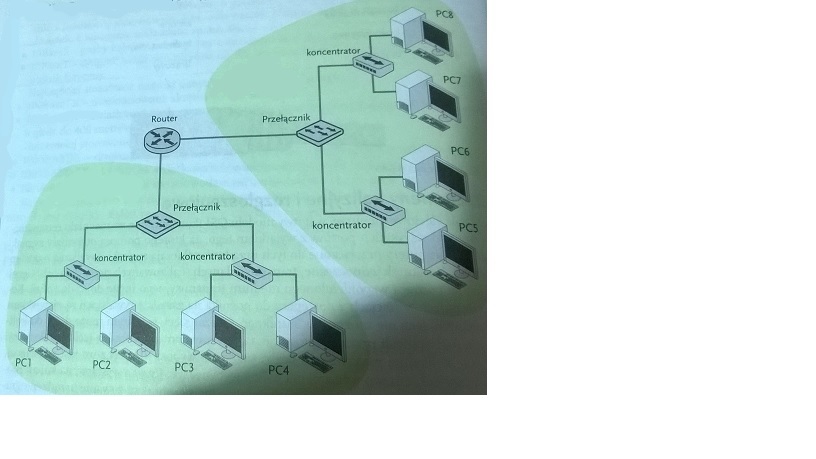 PC8
koncentrator
PC7
Router
Przełącznik
PC6
Przełącznik
koncentrator
PC5
koncentrator
koncentrator
PC1
PC2
PC3
PC4